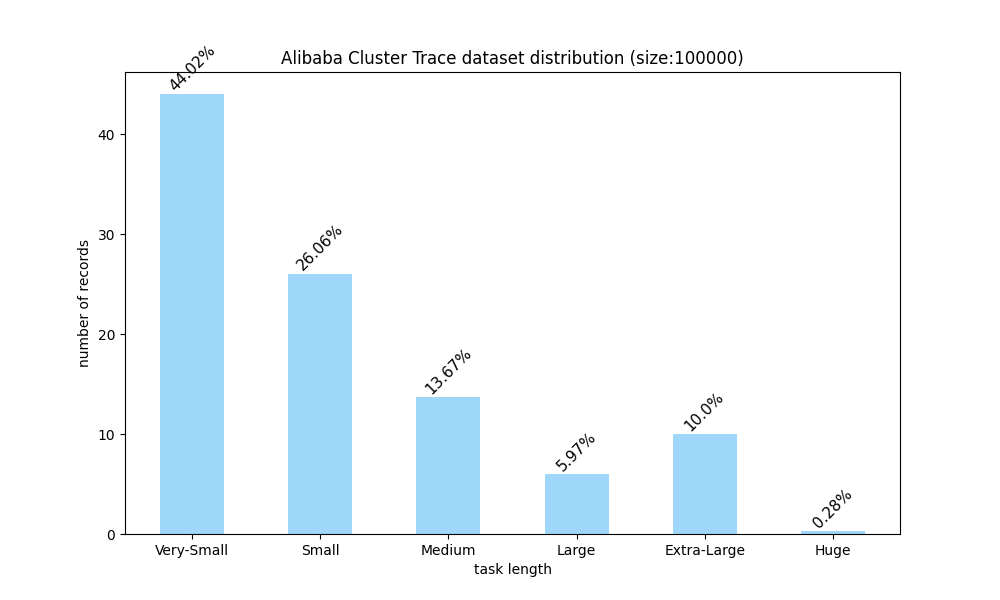 Alibaba Cluster Trace dataset distribution (size:100000)
44.02%
26.06%
13.67%
5.97%
10.0%
0.28%
40
30
20
10
0
number of records
Very-Small
Small
Medium
Large
Extra-Large
Huge
task length